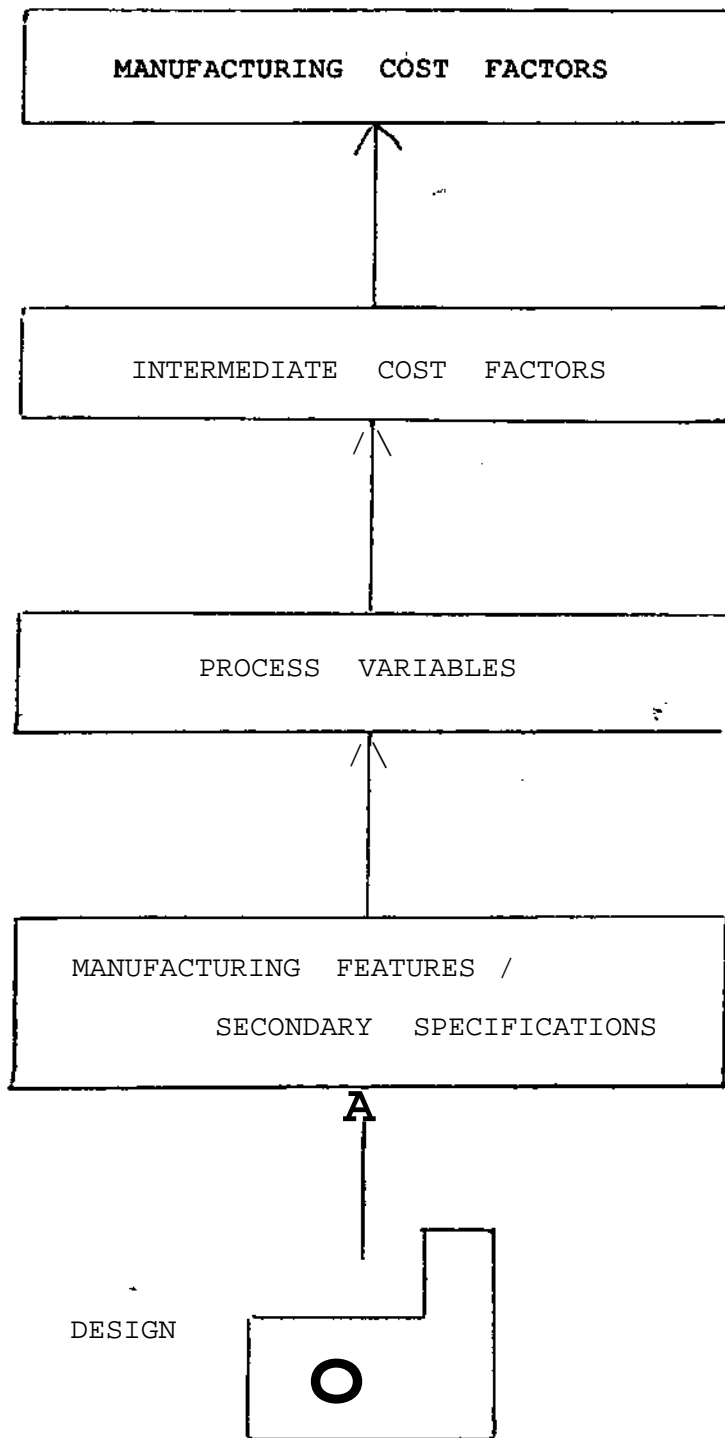 MANUFACTURING COST FACTORS
INTERMEDIATE COST FACTORS
PROCESS VARIABLES
MANUFACTURING FEATURES /
SECONDARY SPECIFICATIONS
DESIGN